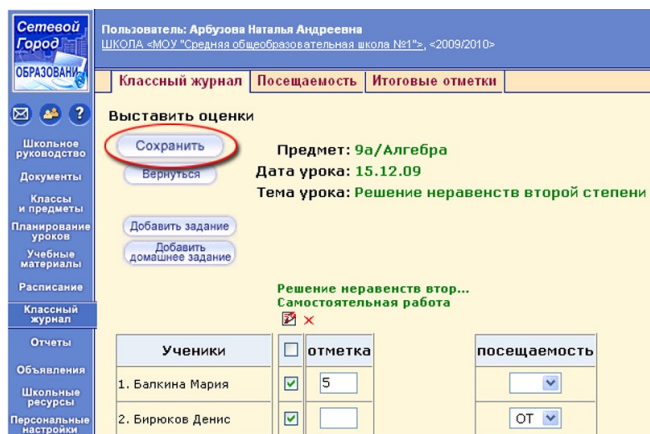 Сетевой
Город
ОБРАЗОВАНИ
Пользователь: Арбузова Наталья Андреевна
ШКОЛА <МОУ "Средняя общеобразовательная школа №1">, <2009/2010>
Классный журнал
Посещаемость
Итоговые отметки
?
Школьное
руководство
Документы
Классы
и предметы
Планирование
уроков
Учебные
материалы
Расписание
Классный
журнал
Отчеты
Объявления
Школьные
ресурсы
Персональные
настройки
Выставить оценки
Сохранить
Вернуться
Предмет: 9а/Алгебра
Дата урока: 15.12.09
Тема урока: Решение неравенств второй степени
Добавить задание
Добавить
домашнее задание
Решение неравенств втор...
Самостоятельная работа
Ученики отметка посещаемость
1. Балкина Мария 5
2. Бирюков Денис ОТ